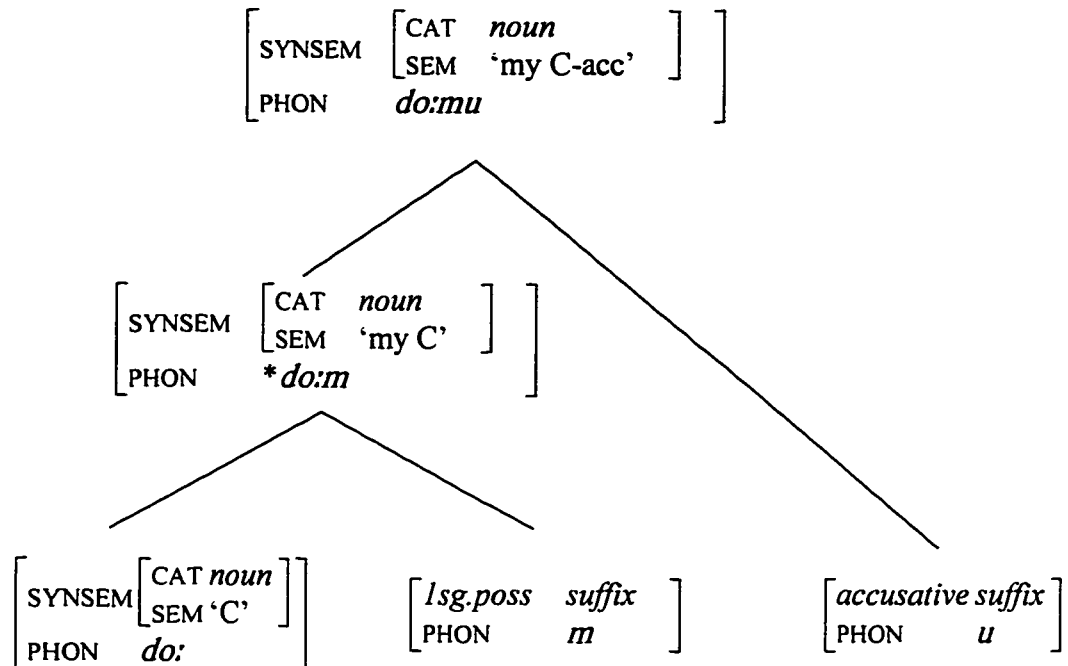 CAT noun
SYNSEM
SEM 'my C-acc'
PHON do:mu
CAT noun
SYNSEM
SEM 'my C'
PHON *do:m
CAT noun
SYNSEM
SEM 'C'
PHON do:
1sg.poss suffix
PHON m
accusative suffix
PHON u